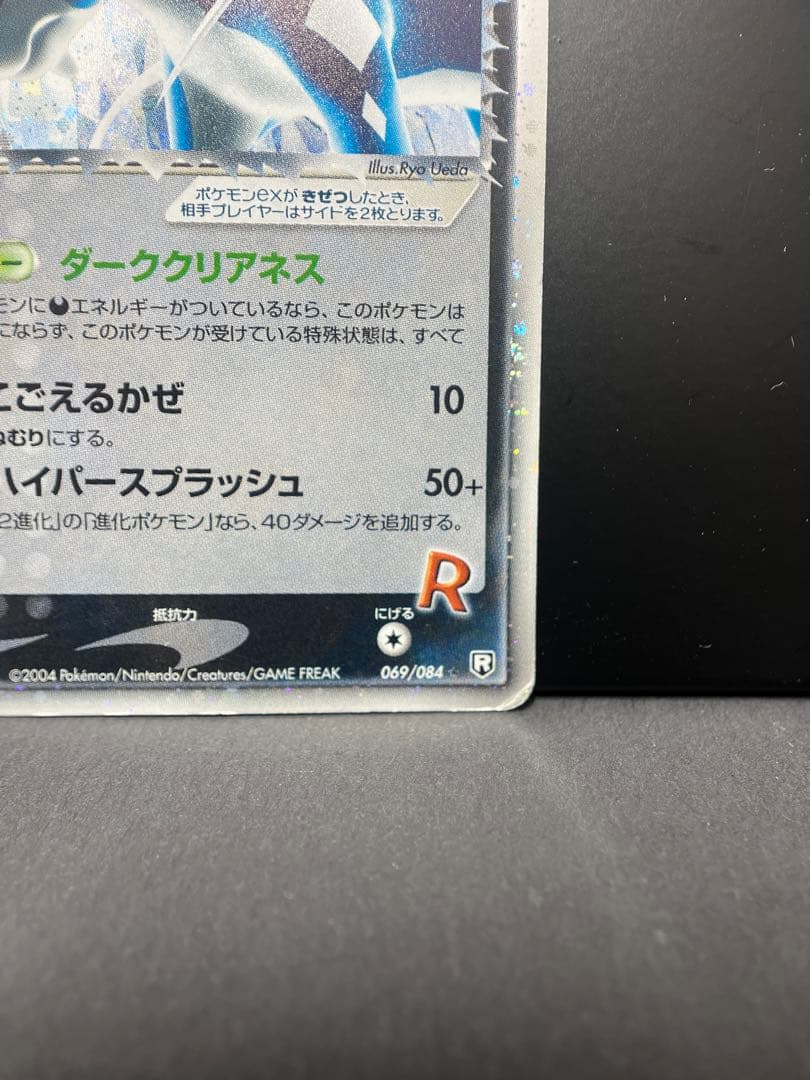 Illus.Ryo Ueda
ポケモンexが きぜつしたとき、
相手プレイヤーはサイドを2枚とります。
ー ダーククリアネス
モンにエネルギーがついているなら、このポケモンは
にならず、このポケモンが受けている特殊状態は、すべて
こごえるかぜ 10
ねむりにする。
ハイパースプラッシュ 50+
2進化」の「進化ポケモン」なら、40ダメージを追加する。
R
抵抗力 にげる
©2004 Pokémon/Nintendo/Creatures/GAME FREAK 069/084 R